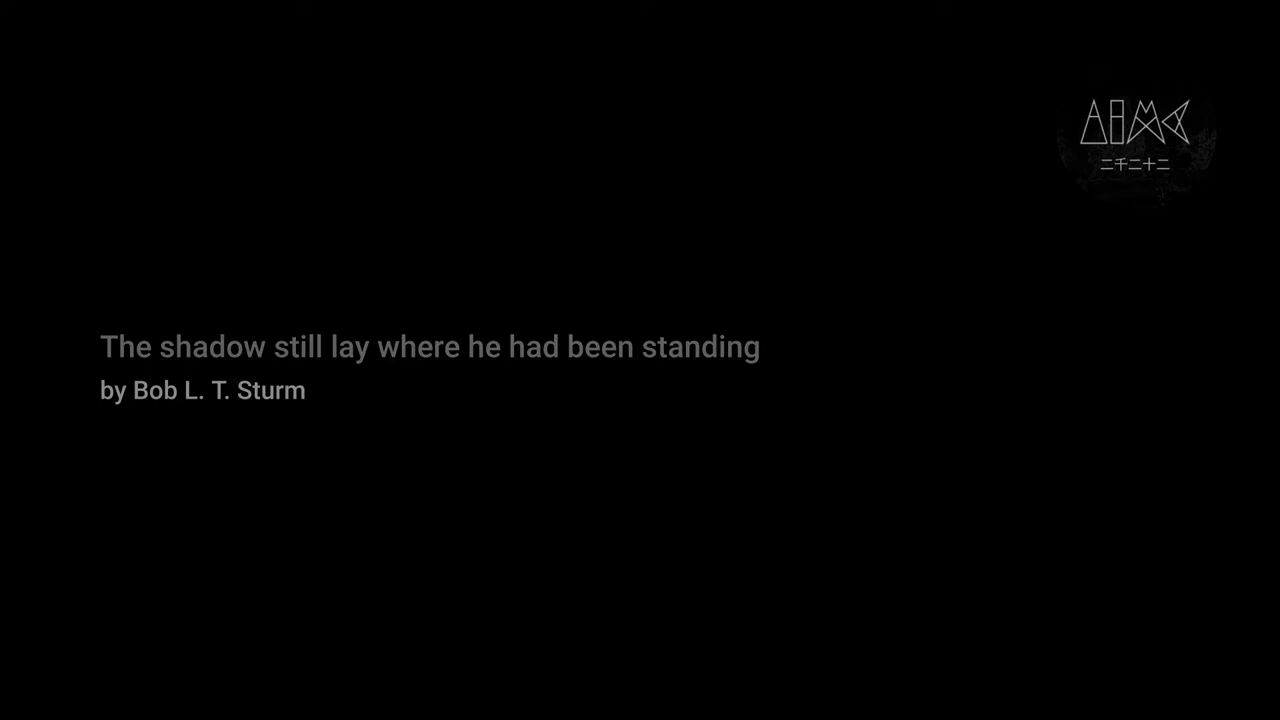 AIMC
二千二十二
The shadow still lay where he had been standing
by Bob L. T. Sturm